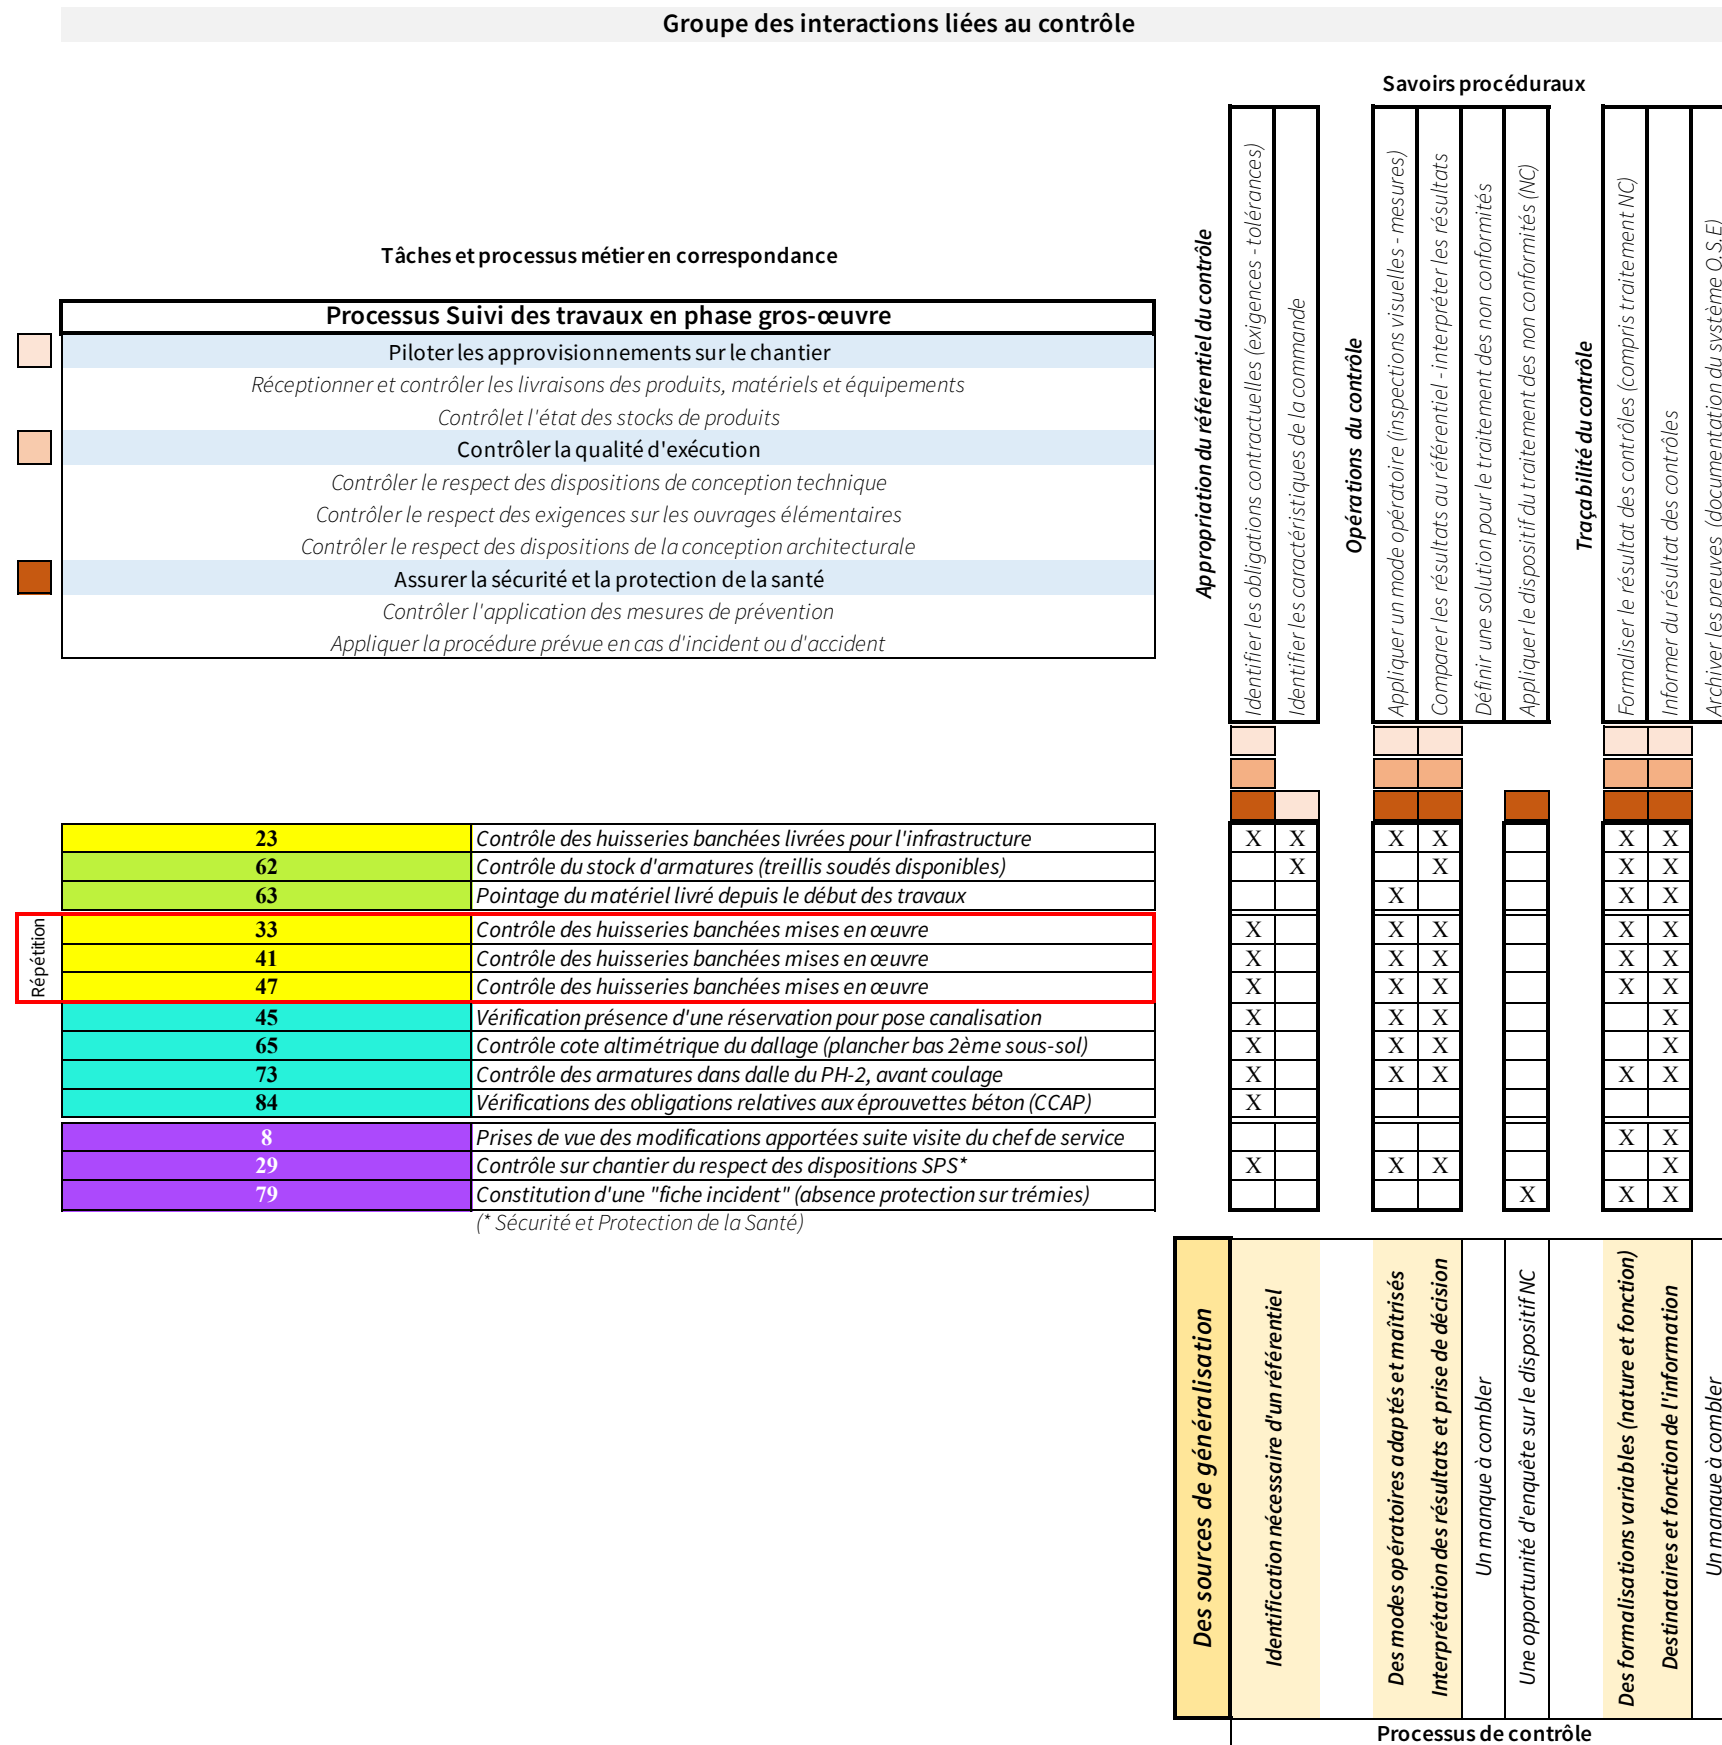 Groupe des interactions liées au contrôle
Savoirs procéduraux
Appropriation du référentiel du contrôle
Identifier les obligations contractuelles (exigences - tolérances)
Identifier les caractéristiques de la commande
Opérations du contrôle
Appliquer un mode opératoire (inspections visuelles - mesures)
Comparer les résultats au référentiel - interpréter les résultats
Définir une solution pour le traitement des non conformités
Appliquer le dispositif du traitement des non conformités (NC)
Traçabilité du contrôle
Formaliser le résultat des contrôles (compris traitement NC)
Informer du résultat des contrôles
Archiver les preuves (documentation du système Q.S.E)
Tâches et processus métier en correspondance
Processus Suivi des travaux en phase gros-œuvre
Piloter les approvisionnements sur le chantier
Réceptionner et contrôler les livraisons des produits, matériels et équipements
Contrôlet l'état des stocks de produits
Contrôler la qualité d'exécution
Contrôler le respect des dispositions de conception technique
Contrôler le respect des exigences sur les ouvrages élémentaires
Contrôler le respect des dispositions de la conception architecturale
Assurer la sécurité et la protection de la santé
Contrôler l'application des mesures de prévention
Appliquer la procédure prévue en cas d'incident ou d'accident
23 Contrôle des huisseries banchées livrées pour l'infrastructure X X X X X X
62 Contrôle du stock d'armatures (treillis soudés disponibles) X X X X
63 Pointage du matériel livré depuis le début des travaux X X X
Répétition
33 Contrôle des huisseries banchées mises en œuvre X X X X X
41 Contrôle des huisseries banchées mises en œuvre X X X X X
47 Contrôle des huisseries banchées mises en œuvre X X X X X
45 Vérification présence d'une réservation pour pose canalisation X X X X
65 Contrôle cote altimétrique du dallage (plancher bas 2ème sous-sol) X X X X
73 Contrôle des armatures dans dalle du PH-2, avant coulage X X X X X
84 Vérifications des obligations relatives aux éprouvettes béton (CCAP) X
8 Prises de vue des modifications apportées suite visite du chef de service X X
29 Contrôle sur chantier du respect des dispositions SPS* X X X X
79 Constitution d'une "fiche incident" (absence protection sur trémies) X X X
(* Sécurité et Protection de la Santé)
Des sources de généralisation
Identification nécessaire d'un référentiel
Des modes opératoires adaptés et maîtrisés
Interprétation des résultats et prise de décision
Un manque à combler
Une opportunité d'enquête sur le dispositif NC
Des formalisations variables (nature et fonction)
Destinataires et fonction de l'information
Un manque à combler
Processus de contrôle